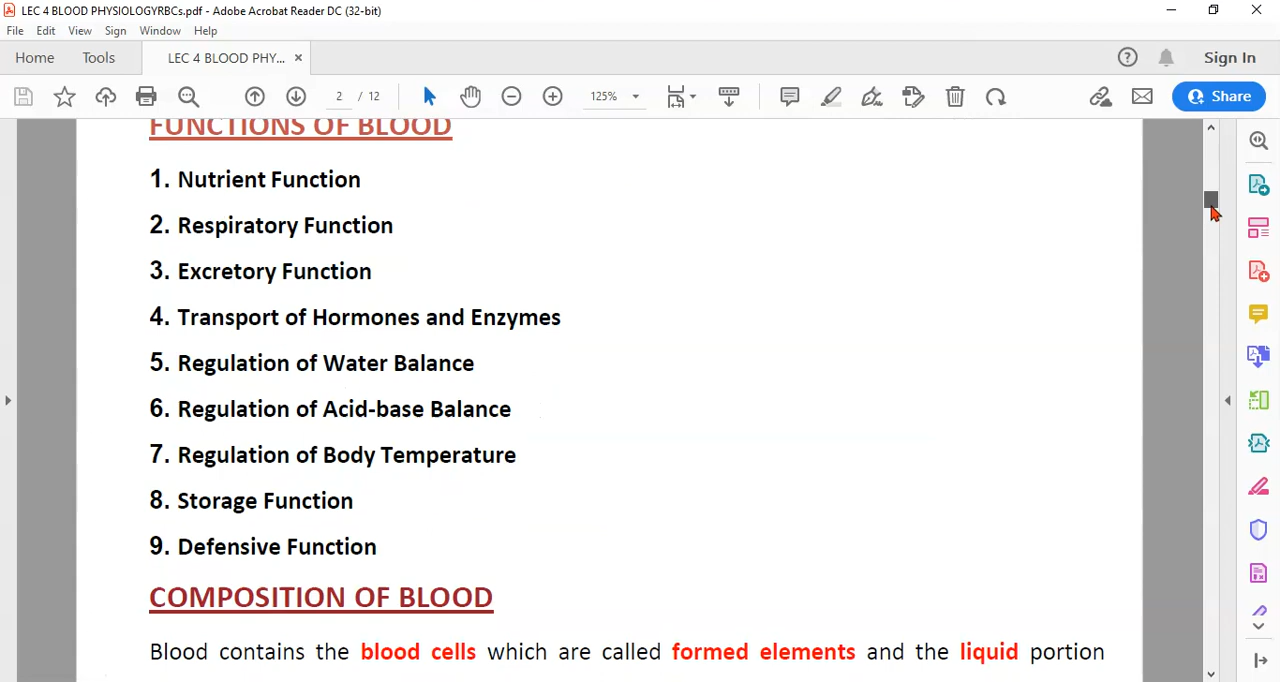 LEC 4 BLOOD PHYSIOLOGYRBCs.pdf - Adobe Acrobat Reader DC (32-bit)
File Edit View Sign Window Help
Home Tools LEC 4 BLOOD PHY... × Sign In
2 / 12 125% Share
FUNCTIONS OF BLOOD
1. Nutrient Function
2. Respiratory Function
3. Excretory Function
4. Transport of Hormones and Enzymes
5. Regulation of Water Balance
6. Regulation of Acid-base Balance
7. Regulation of Body Temperature
8. Storage Function
9. Defensive Function
COMPOSITION OF BLOOD
Blood contains the blood cells which are called formed elements and the liquid portion